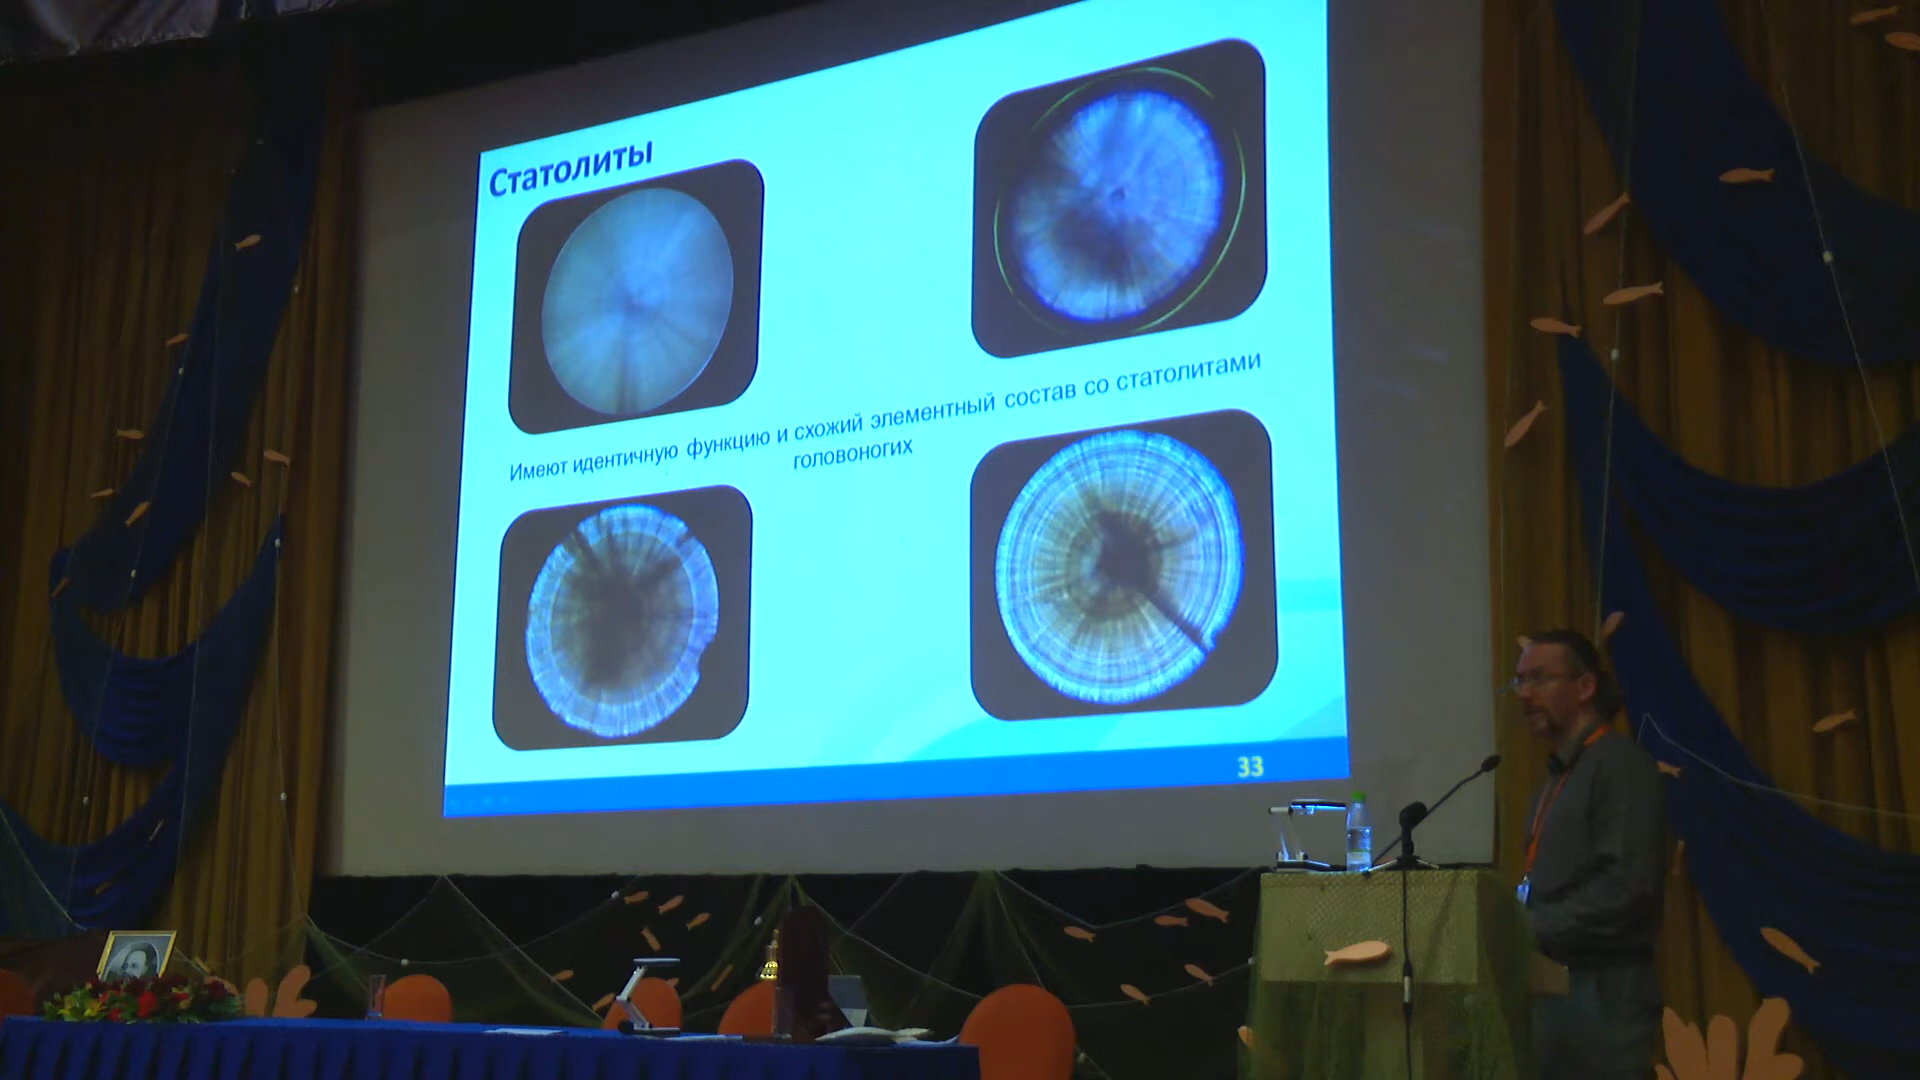 Статолиты
Имеют идентичную функцию и схожий элементный состав со статолитами
головоногих
33